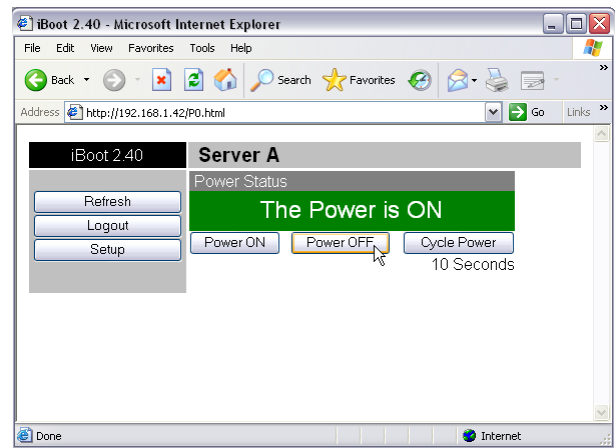 iBoot 2.40 - Microsoft Internet Explorer
File Edit View Favorites Tools Help
Back Search Favorites »
Address http://192.168.1.42/P0.html Go Links »
iBoot 2.40 Server A
Power Status
Refresh The Power is ON
Logout
Setup Power ON Power OFF Cycle Power
10 Seconds
Done Internet